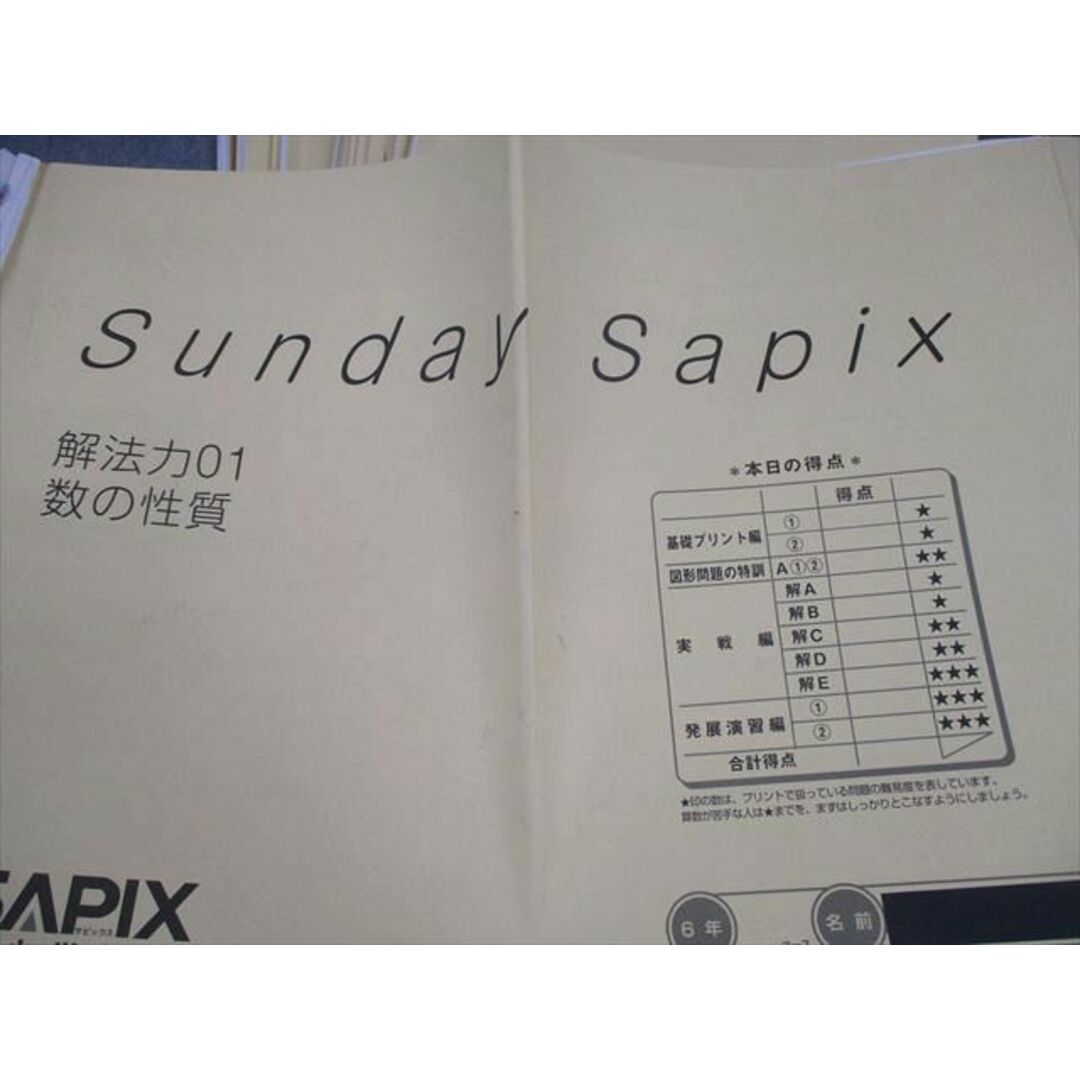 Sunday Sapix
解法力01
数の性質
＊本日の得点＊
得点
基礎プリント編 ① ★
② ★
図形問題の特訓 A①② ★★
実戦編 解A ★
解B ★
解C ★★
解D ★★
解E ★★★
発展演習編 ① ★★★
② ★★★
合計得点
★印の数は、プリントで扱っている問題の難易度を表しています。
算数が苦手な人は★までを、まずはしっかりとこなすようにしましょう。
SAPIX
サピックス
6年 コース 名前